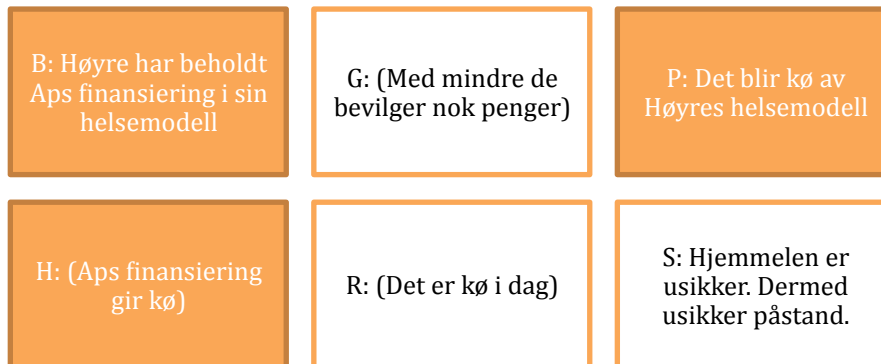 B: Høyre har beholdt
Aps finansiering i sin
helsemodell
G: (Med mindre de
bevilger nok penger)
P: Det blir kø av
Høyres helsemodell
H: (Aps finansiering
gir kø)
R: (Det er kø i dag)
S: Hjemmelen er
usikker. Dermed
usikker påstand.